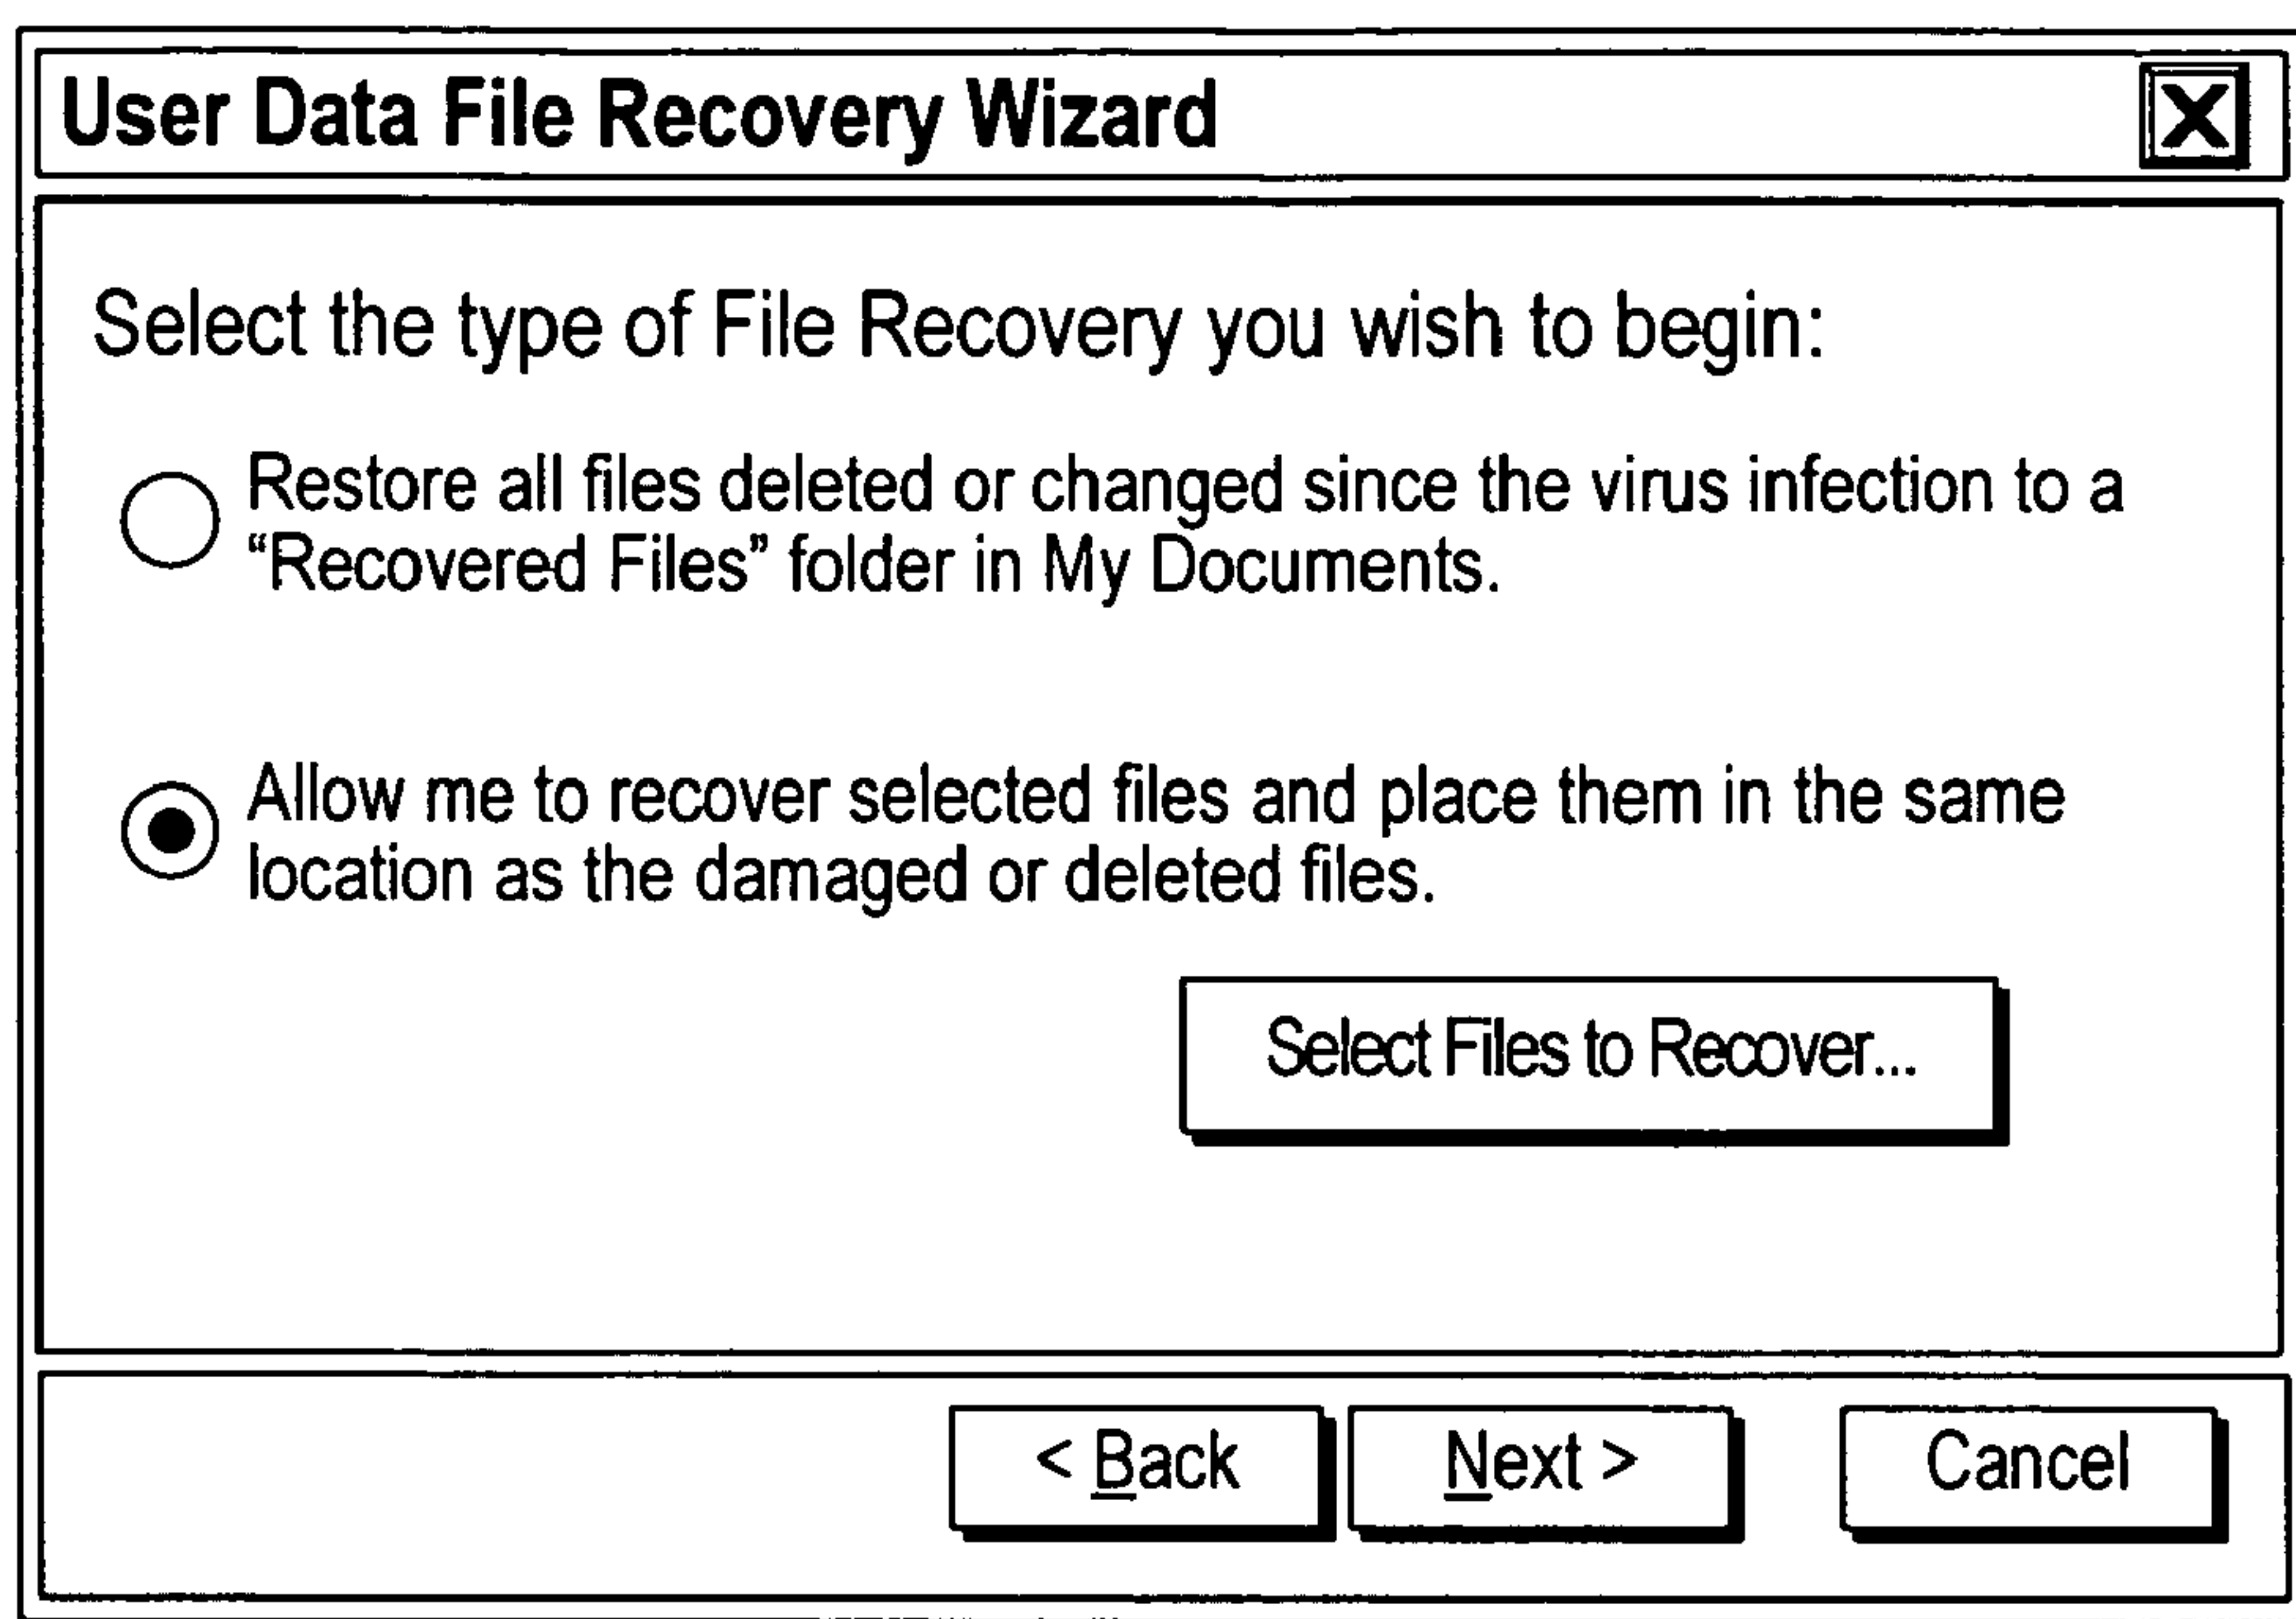 User Data File Recovery Wizard
X
Select the type of File Recovery you wish to begin:
Restore all files deleted or changed since the virus infection to a
“Recovered Files” folder in My Documents.
Allow me to recover selected files and place them in the same
location as the damaged or deleted files.
Select Files to Recover...
< Back
Next >
Cancel